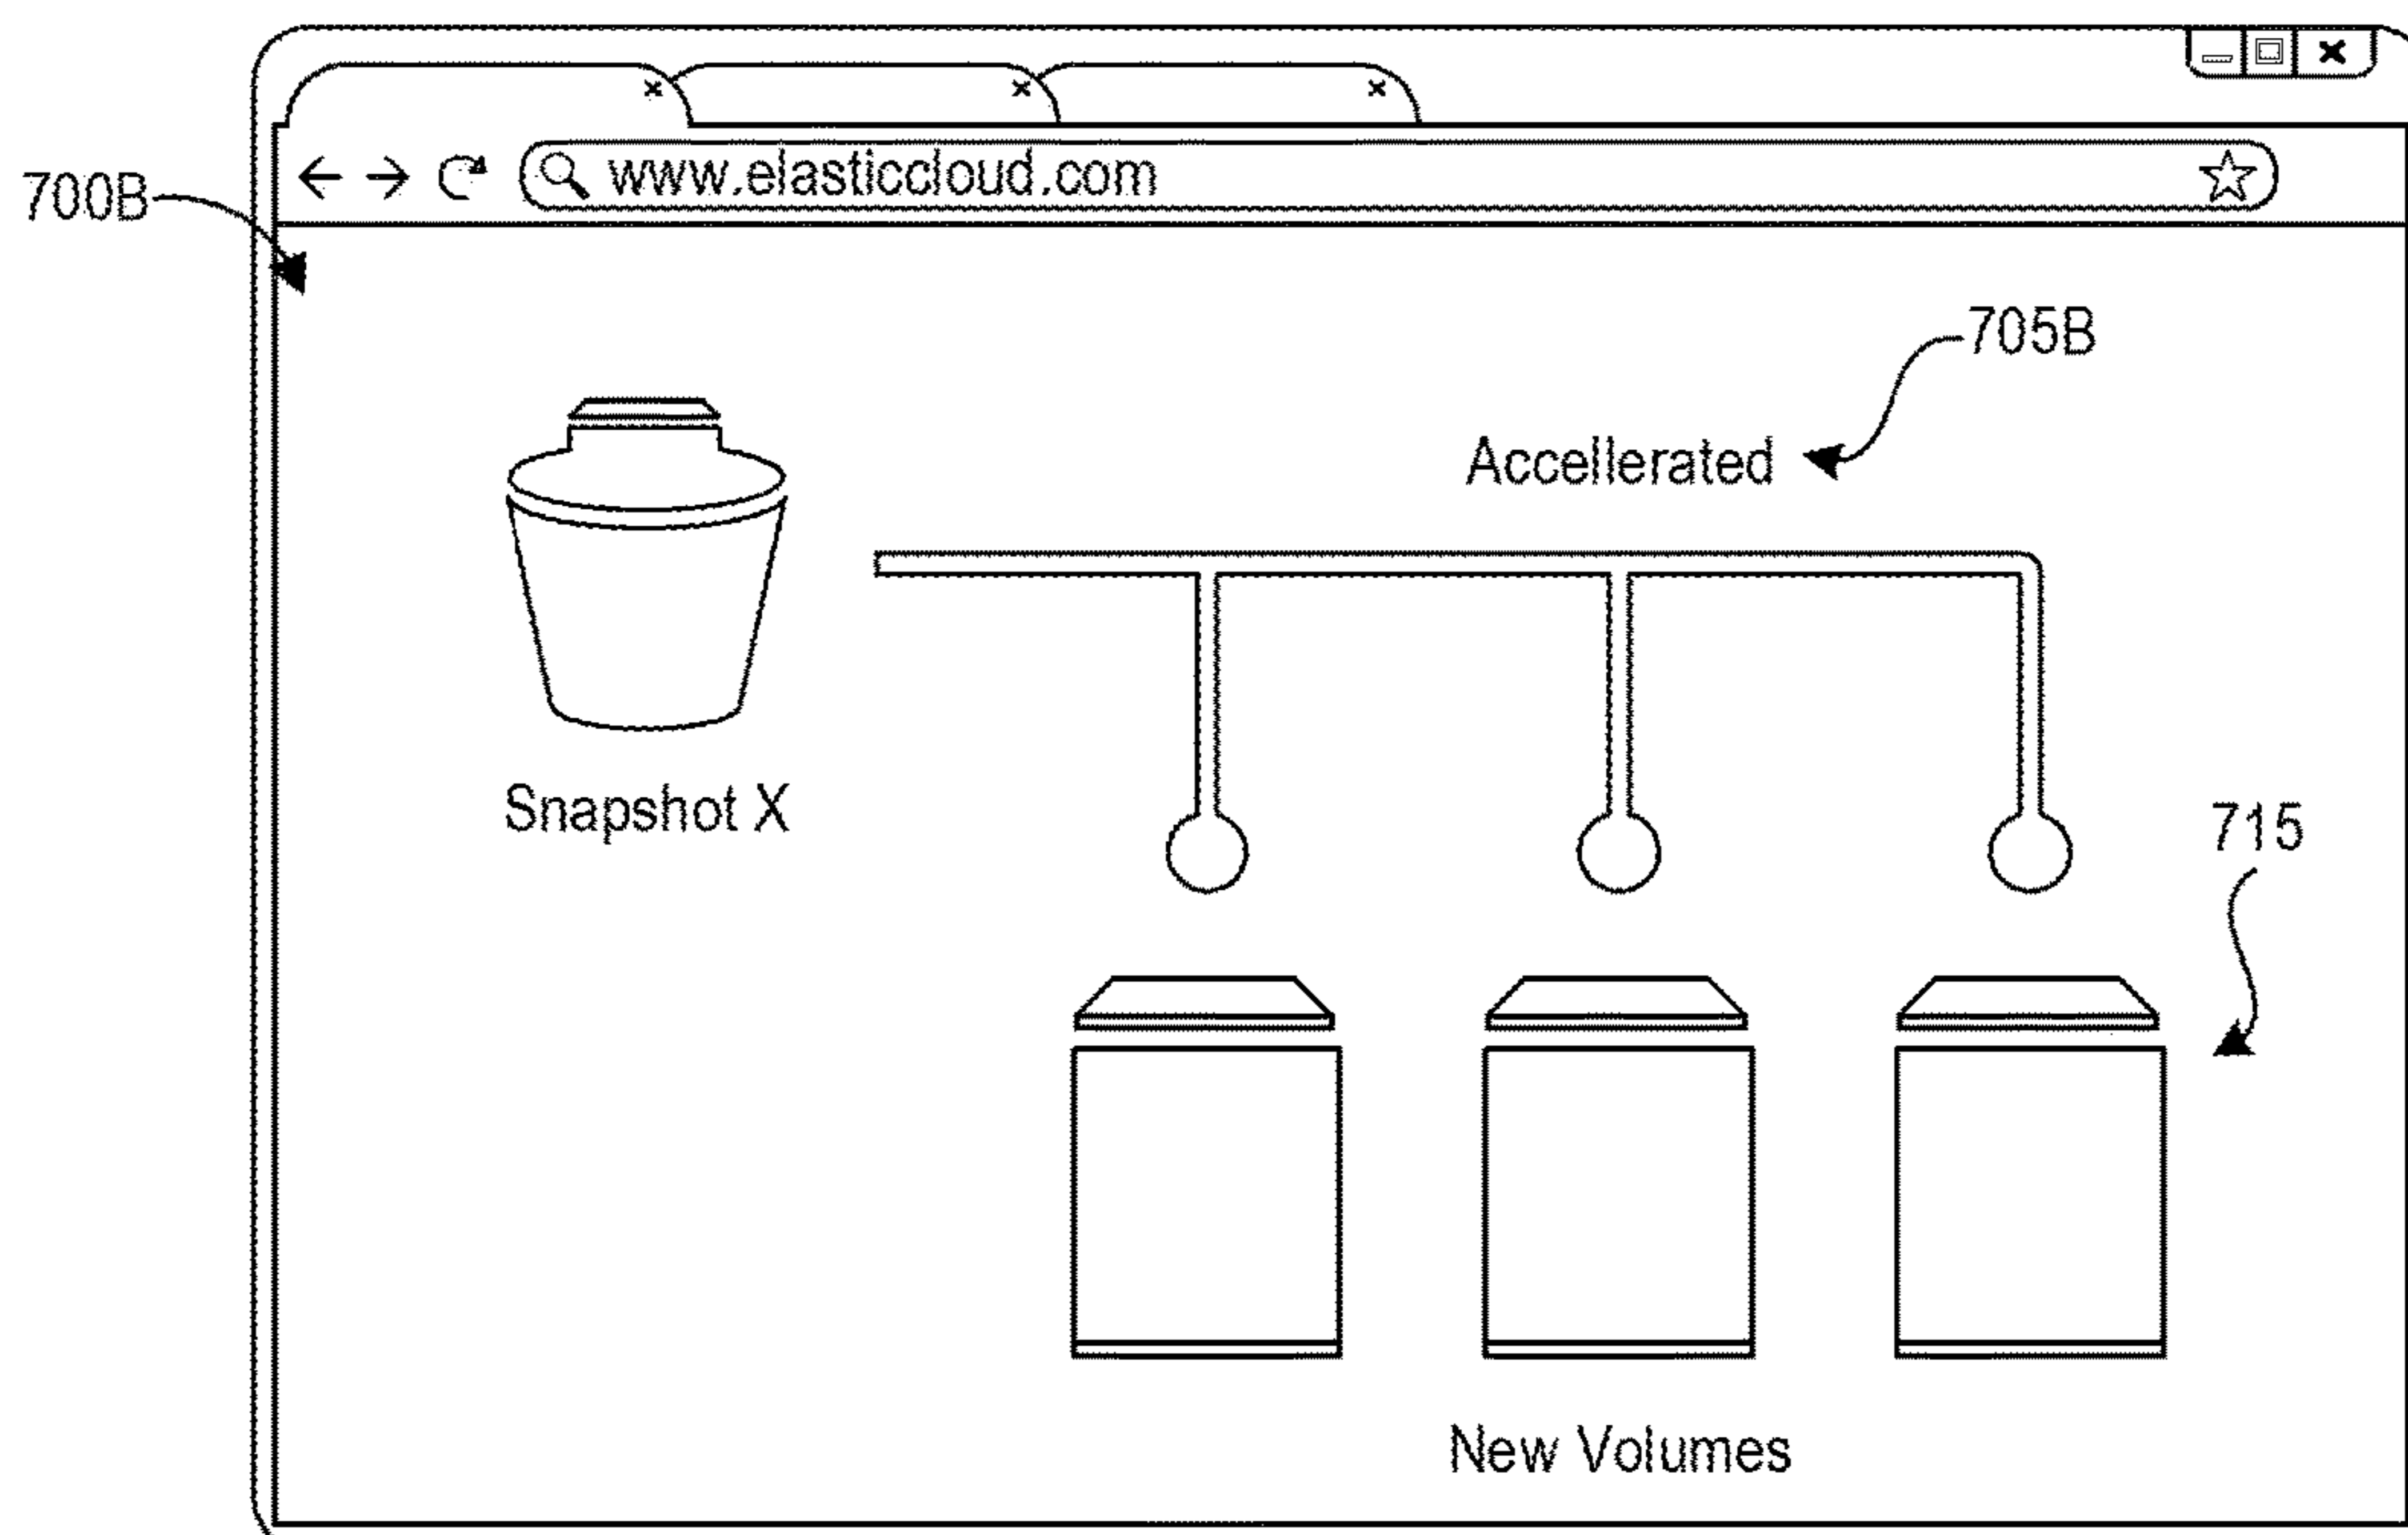 www.elasticcloud.com
700B
705B
Accellerated
Snapshot X
715
New Volumes